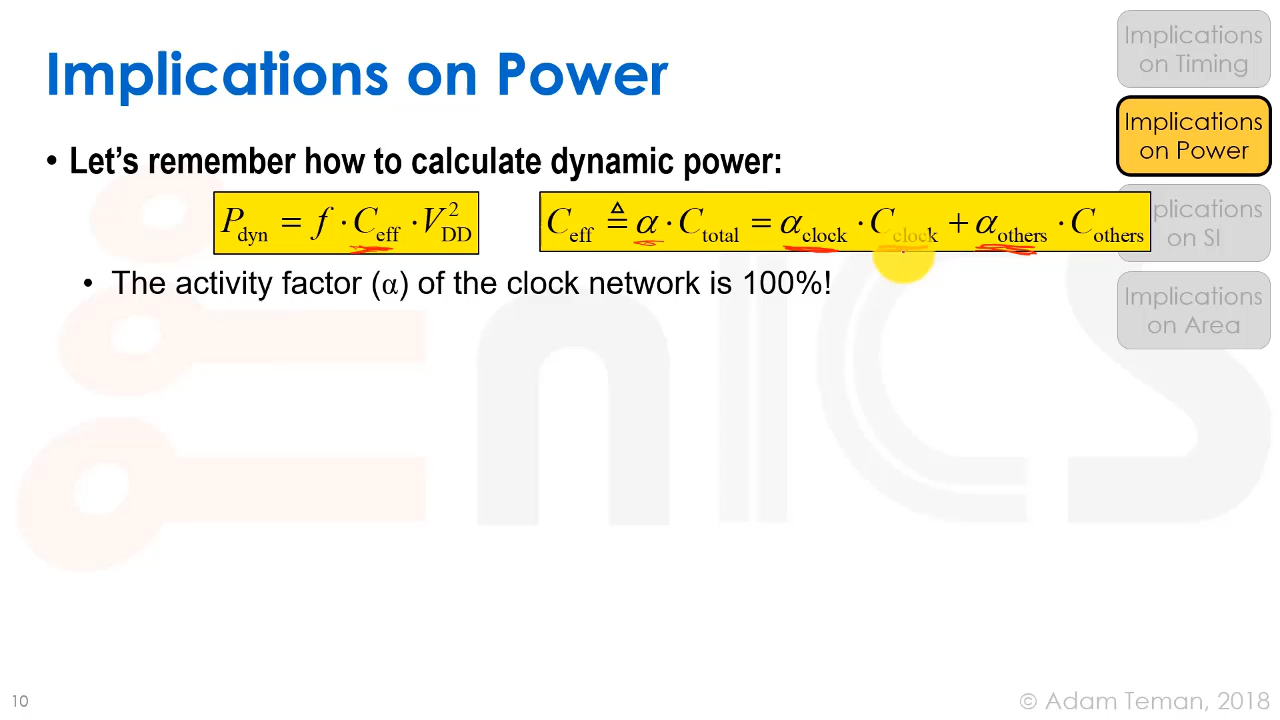 Implications on Power
• Let's remember how to calculate dynamic power:
P_dyn = f · C_eff · V_DD^2
C_eff ≜ α · C_total = α_clock · C_clock + α_others · C_others
• The activity factor (α) of the clock network is 100%!
Implications
on Timing
Implications
on Power
Implications
on SI
Implications
on Area
enICS
10
© Adam Teman, 2018